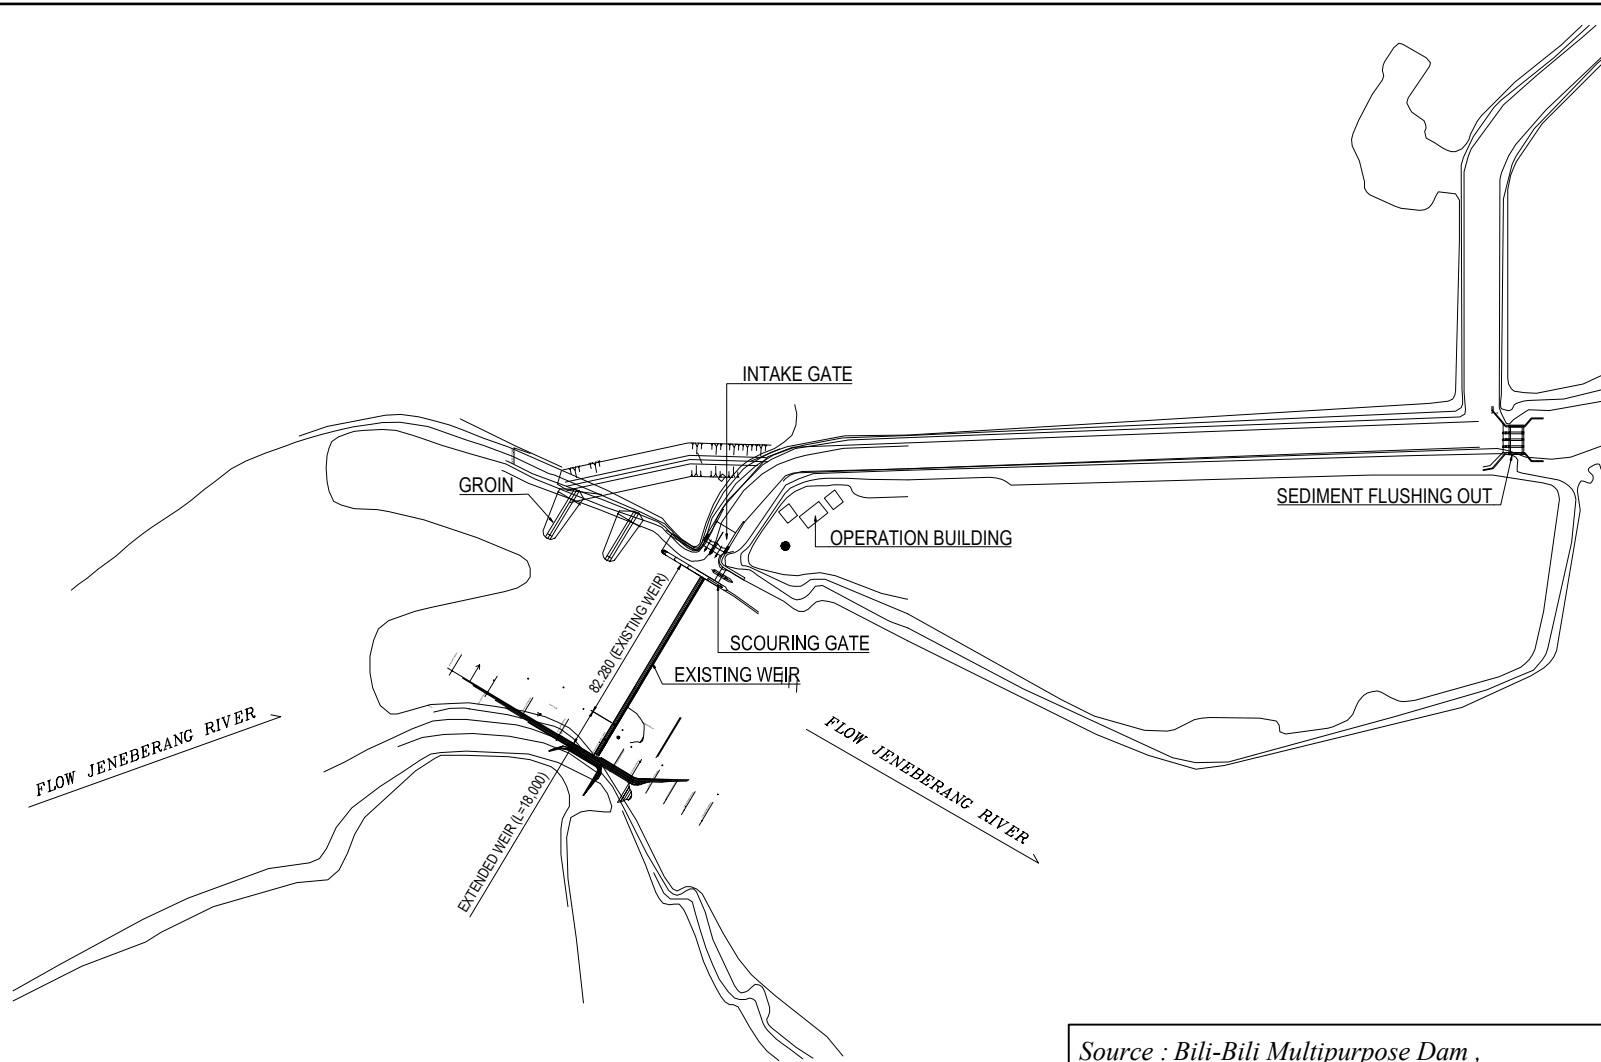 INTAKE GATE
GROIN
SEDIMENT FLUSHING OUT
OPERATION BUILDING
82.280 (EXISTING WEIR)
SCOURING GATE
EXISTING WEIR
FLOW JENEBERANG RIVER
FLOW JENEBERANG RIVER
EXTENDED WEIR (L=18.000)
Source : Bili-Bili Multipurpose Dam ,